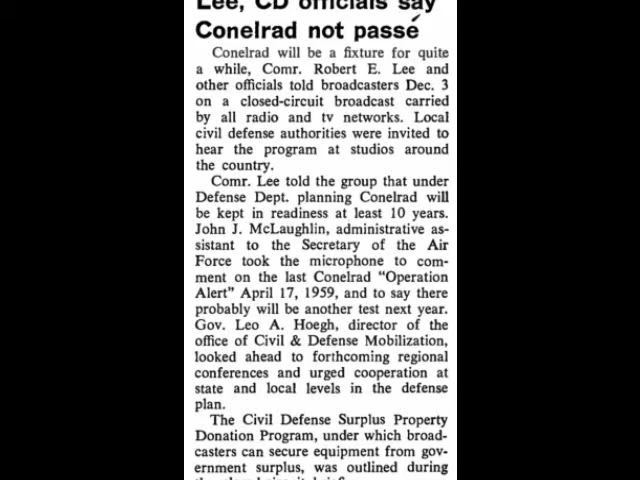 Lee, CD officials say
Conelrad not passé
Conelrad will be a fixture for quite
a while, Comr. Robert E. Lee and
other officials told broadcasters Dec. 3
on a closed-circuit broadcast carried
by all radio and tv networks. Local
civil defense authorities were invited to
hear the program at studios around
the country.
Comr. Lee told the group that under
Defense Dept. planning Conelrad will
be kept in readiness at least 10 years.
John J. McLaughlin, administrative as-
sistant to the Secretary of the Air
Force took the microphone to com-
ment on the last Conelrad “Operation
Alert” April 17, 1959, and to say there
probably will be another test next year.
Gov. Leo A. Hoegh, director of the
office of Civil & Defense Mobilization,
looked ahead to forthcoming regional
conferences and urged cooperation at
state and local levels in the defense
plan.
The Civil Defense Surplus Property
Donation Program, under which broad-
casters can secure equipment from gov-
ernment surplus, was outlined during